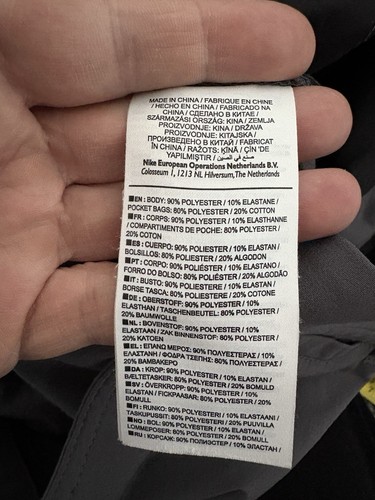 MADE IN CHINA / FABRIQUE EN CHINE
/ HECHO EN CHINA / FABRICADO NA
CHINA / СДЕЛАНО В КИТАЕ /
SZÁRMAZÁSI ORSZÁG: KÍNA / ZEMLJA
PROIZVODNJE: KINA / DRŽAVA
PROIZVODNJE: KITAJSKA /
ПРОИЗВЕДЕНО В КИТАЙ / FABRICAT
ÎN CHINA / RAŽOTS: ĶĪNA / ÇİN 'DE
YAPILMIŞTIR / صنع في الصين
Nike European Operations Netherlands B.V.
Colosseum 1, 1213 NL Hilversum, The Netherlands
■EN : BODY: 90% POLYESTER / 10% ELASTANE /
POCKET BAGS: 80% POLYESTER / 20% COTTON
■FR : CORPS: 90% POLYESTER / 10% ELASTHANNE
/ COMPARTIMENTS DE POCHE: 80% POLYESTER /
20% COTON
■ES : CUERPO: 90% POLIESTER / 10% ELASTAN /
BOLSILLOS: 80% POLIESTER / 20% ALGODON
■PT : CORPO: 90% POLIÉSTER / 10% ELASTANO /
FORRO DO BOLSO: 80% POLIÉSTER / 20% ALGODÃO
■IT : BUSTO: 90% POLIESTERE / 10% ELASTAN /
BORSE TASCA: 80% POLIESTERE / 20% COTONE
■DE : OBERSTOFF: 90% POLYESTER / 10%
ELASTHAN / TASCHENBEUTEL: 80% POLYESTER /
20% BAUMWOLLE
■NL : BOVENSTOF: 90% POLYESTER / 10%
ELASTAAN / ZAK BINNENSTOF: 80% POLYESTER /
20% KATOEN
■EL : ΕΠΑΝΩ ΜΕΡΟΣ: 90% ΠΟΛΥΕΣΤΕΡΑΣ / 10%
ΕΛΑΣΤΑΝΗ / ΦΟΔΡΑ ΤΣΕΠΗΣ: 80% ΠΟΛΥΕΣΤΕΡΑΣ /
20% ΒΑΜΒΑΚΕΡΟ
■DA : KROP: 90% POLYESTER / 10% ELASTAN /
BÆLTETASKER: 80% POLYESTER / 20% BOMULD
■SV : ÖVERKROPP: 90% POLYESTER / 10%
ELASTAN / FICKPÅSAR: 80% POLYESTER / 20%
BOMULL
■FI : RUNKO: 90% POLYESTERI / 10% ELASTAANI /
TASKUPUSSIT: 80% POLYESTERI / 20% PUUVILLA
■NO : BOL: 90% POLYESTER / 10% ELASTAN /
LOMMEPOSER: 80% POLYESTER / 20% BOMULL
■RU : КОРСАЖ: 90% ПОЛИЭСТЕР / 10% ЭЛАСТАН /